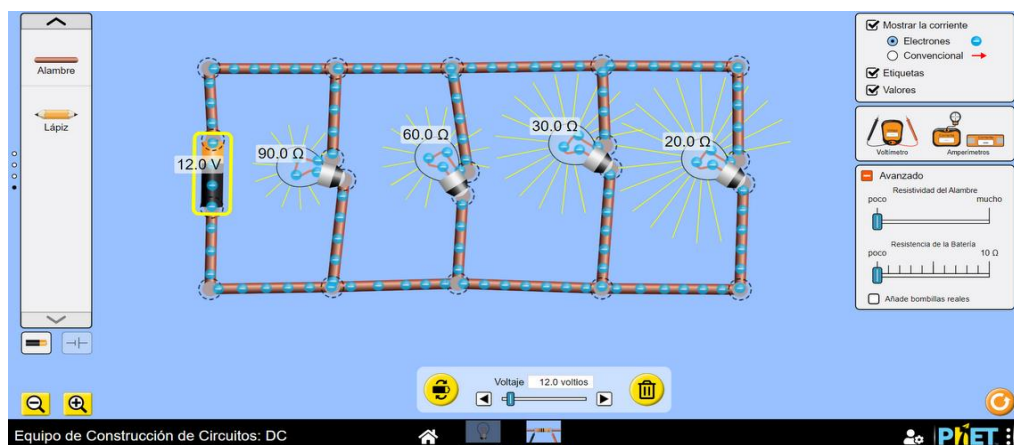 Alambre
Lápiz
12.0 V
90.0 Ω
60.0 Ω
30.0 Ω
20.0 Ω
Mostrar la corriente
Electrones
Convencional
Etiquetas
Valores
Voltímetro
Amperímetros
Avanzado
Resistividad del Alambre
poco mucho
Resistencia de la Batería
poco 10 Ω
Añade bombillas reales
Voltaje 12.0 voltios
Equipo de Construcción de Circuitos: DC
PhET